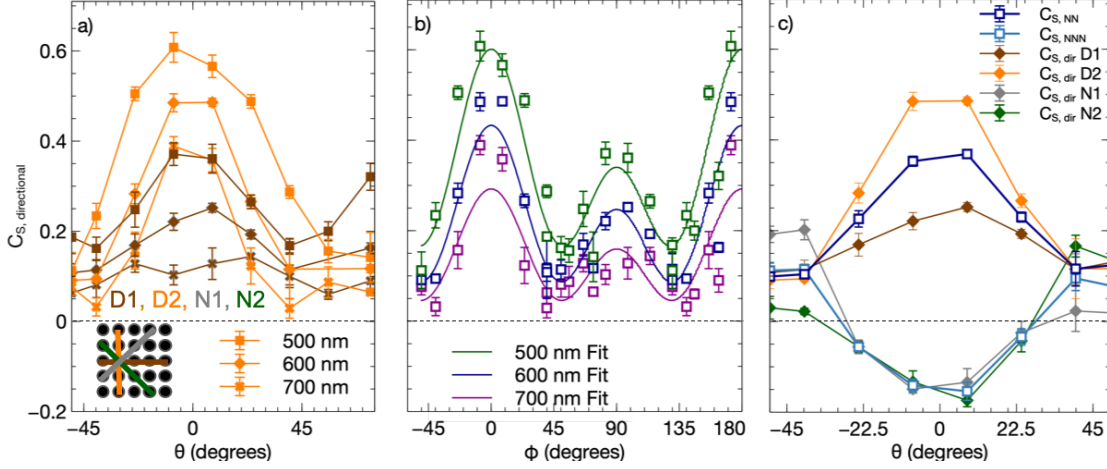 a)
b)
c)
0.6
0.4
0.2
0
−0.2
C_S, directional
D1, D2, N1, N2
500 nm
600 nm
700 nm
-45
0
45
θ (degrees)
500 nm Fit
600 nm Fit
700 nm Fit
-45
0
45
90
135
180
ϕ (degrees)
C_S, NN
C_S, NNN
C_S, dir D1
C_S, dir D2
C_S, dir N1
C_S, dir N2
-45
-22.5
0
22.5
45
θ (degrees)